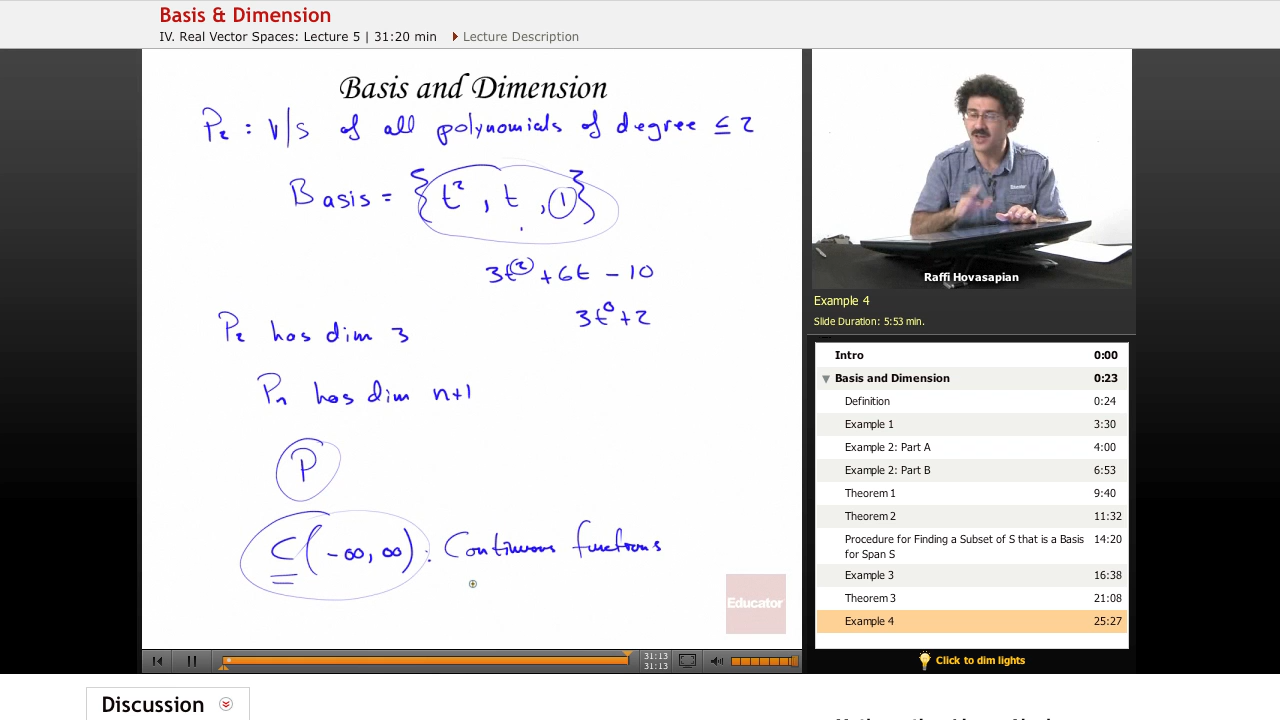 Basis & Dimension
IV. Real Vector Spaces: Lecture 5 | 31:20 min Lecture Description
Basis and Dimension
P₂ : V/S of all polynomials of degree ≤ 2
Basis = { t² , t , 1 }
3t² + 6t - 10
3t⁰ + 2
P₂ has dim 3
Pₙ has dim n+1
P
C (-∞, ∞) : Continuous functions
Educator
31:13
31:13
Raffi Hovasapian
Example 4
Slide Duration: 5:53 min.
Intro 0:00
Basis and Dimension 0:23
Definition 0:24
Example 1 3:30
Example 2: Part A 4:00
Example 2: Part B 6:53
Theorem 1 9:40
Theorem 2 11:32
Procedure for Finding a Subset of S that is a Basis 14:20
for Span S
Example 3 16:38
Theorem 3 21:08
Example 4 25:27
Click to dim lights
Discussion